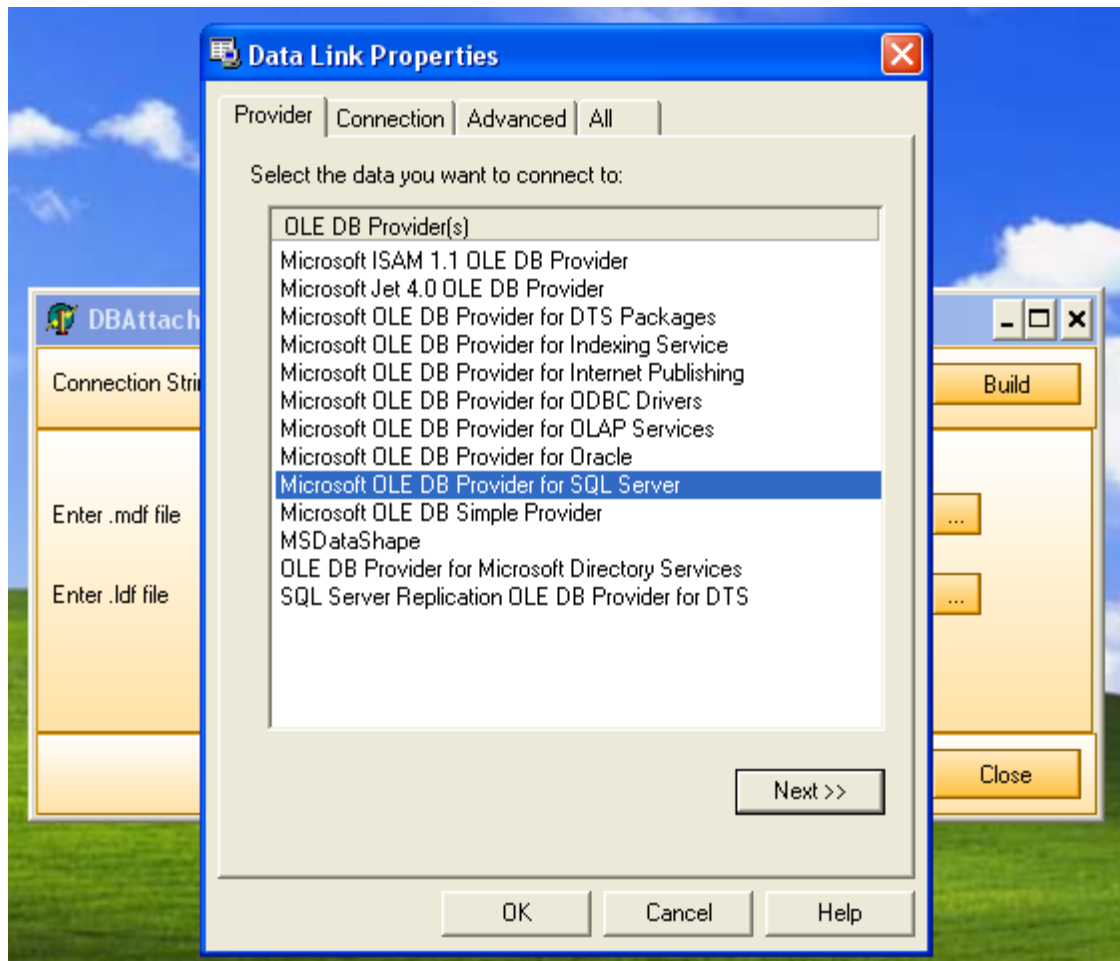 Data Link Properties
Provider Connection Advanced All
Select the data you want to connect to:
OLE DB Provider(s)
Microsoft ISAM 1.1 OLE DB Provider
Microsoft Jet 4.0 OLE DB Provider
Microsoft OLE DB Provider for DTS Packages
Microsoft OLE DB Provider for Indexing Service
Microsoft OLE DB Provider for Internet Publishing
Microsoft OLE DB Provider for ODBC Drivers
Microsoft OLE DB Provider for OLAP Services
Microsoft OLE DB Provider for Oracle
Microsoft OLE DB Provider for SQL Server
Microsoft OLE DB Simple Provider
MSDataShape
OLE DB Provider for Microsoft Directory Services
SQL Server Replication OLE DB Provider for DTS
Next >>
OK Cancel Help
DBAttach
Connection Stri
Build
Enter .mdf file
...
Enter .ldf file
...
Close